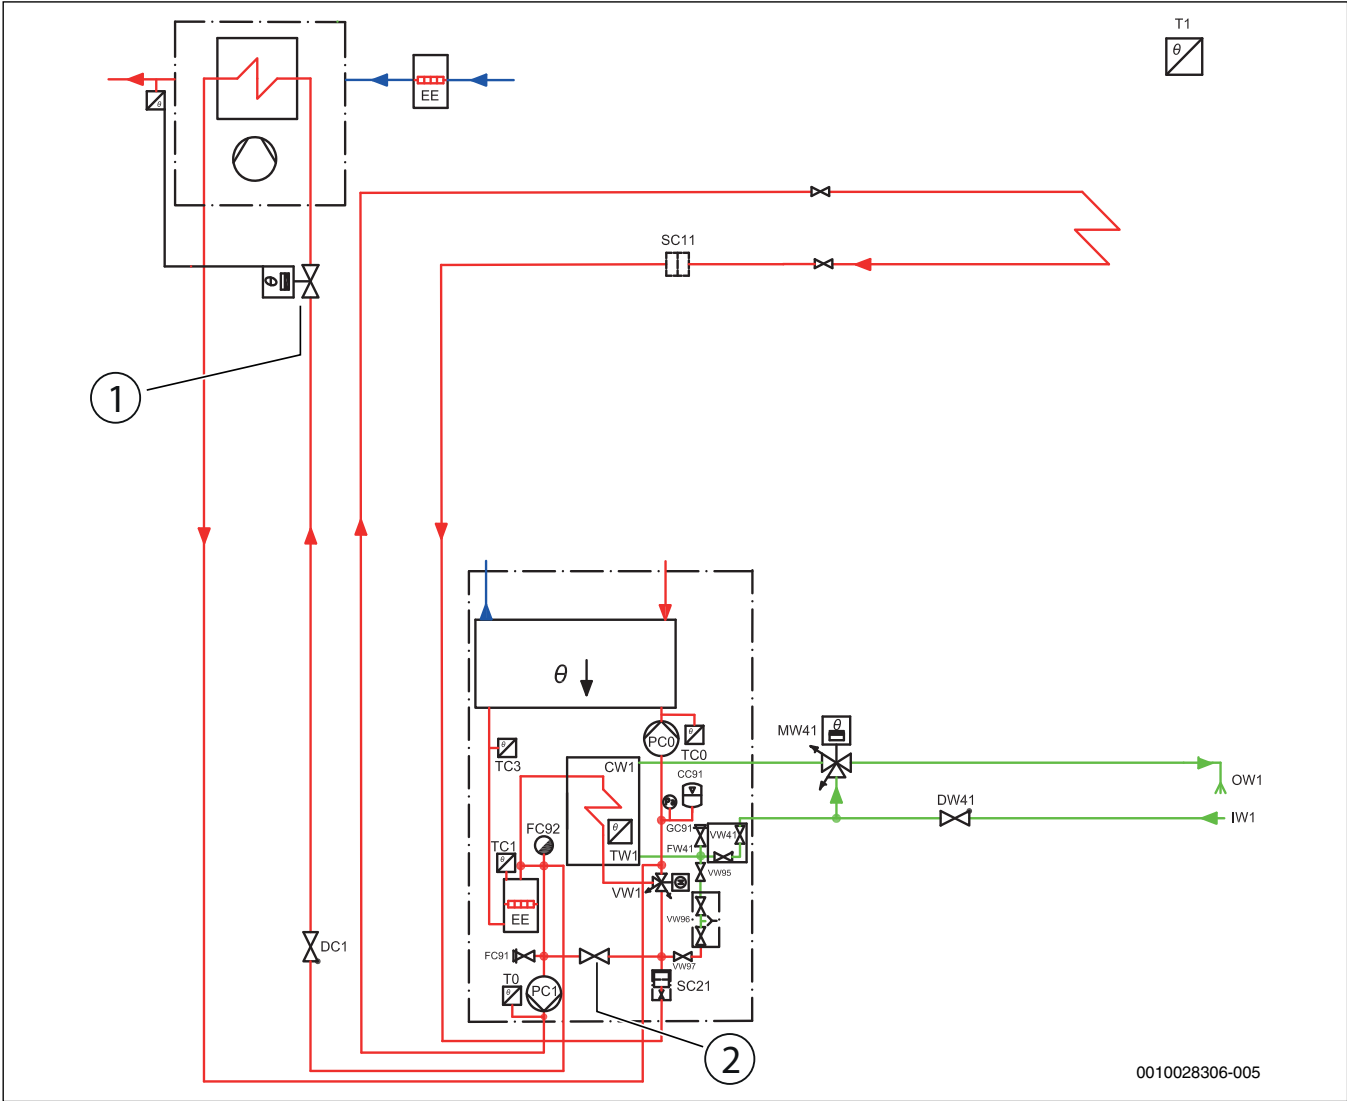 T1
θ
θ
EE
SC11
θ
1
θ
MW41
θ
PC0
TC0
θ
TC3
θ
CW1
CC91
OW1
DW41
IW1
FC92
GC91
VW41
TC1
θ
θ
TW1
FW41
VW95
VW1
M
EE
VW96
DC1
FC91
VW97
T0
θ
PC1
SC21
2
0010028306-005